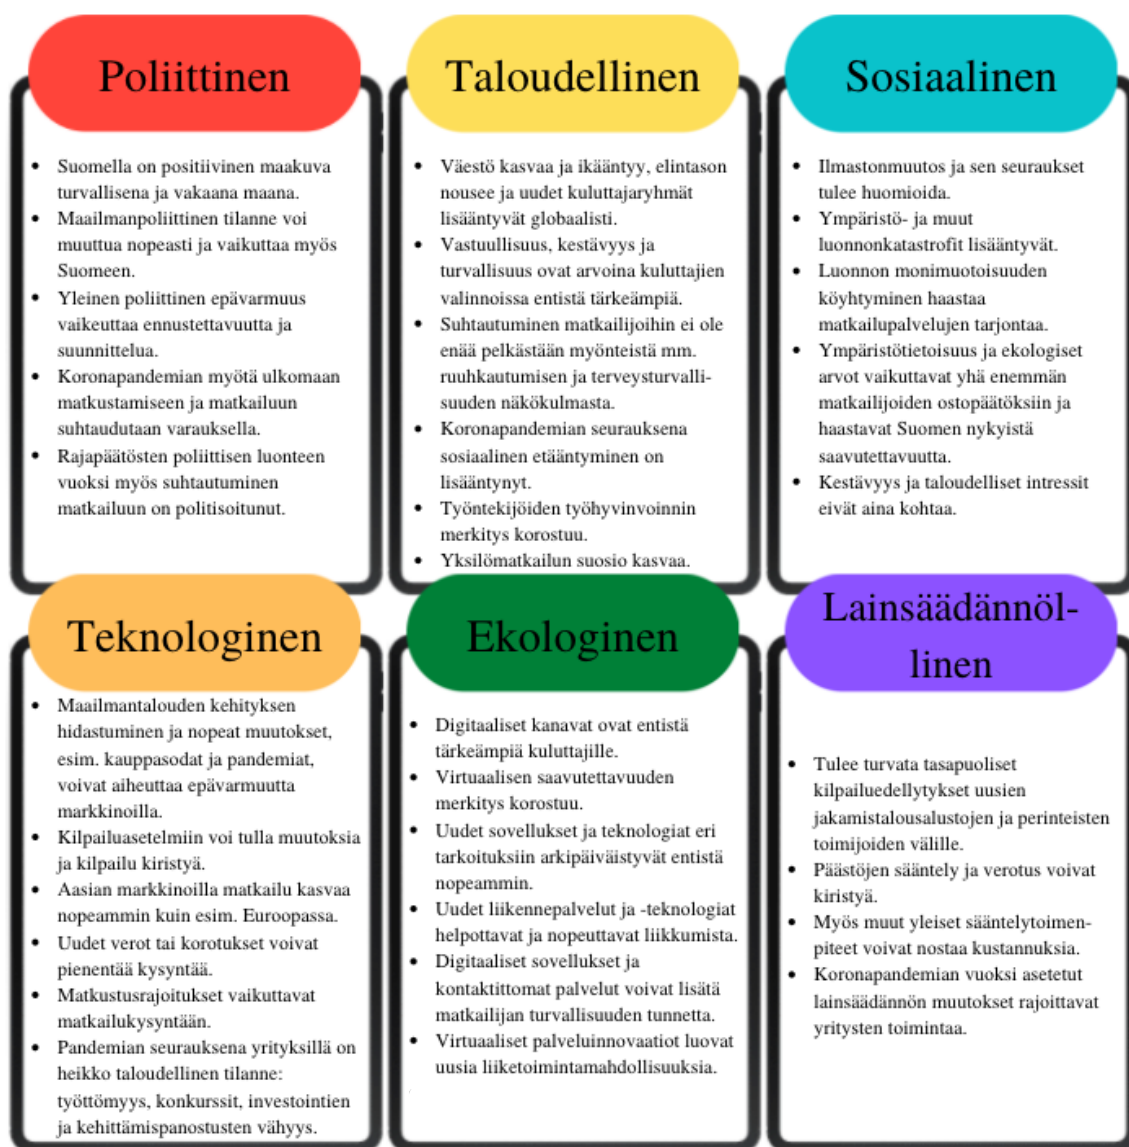 Poliittinen
• Suomella on positiivinen maakuva
turvallisena ja vakaana maana.
• Maailmanpoliittinen tilanne voi
muuttua nopeasti ja vaikuttaa myös
Suomeen.
• Yleinen poliittinen epävarmuus
vaikeuttaa ennustettavuutta ja
suunnittelua.
• Koronapandemian myötä ulkomaan
matkustamiseen ja matkailuun
suhtaudutaan varauksella.
• Rajapäätösten poliittisen luonteen
vuoksi myös suhtautuminen
matkailuun on politisoitunut.
Taloudellinen
• Väestö kasvaa ja ikääntyy, elintason
nousee ja uudet kuluttajaryhmät
lisääntyvät globaalisti.
• Vastuullisuus, kestävyys ja
turvallisuus ovat arvoina kuluttajien
valinnoissa entistä tärkeämpiä.
• Suhtautuminen matkailijoihin ei ole
enää pelkästään myönteistä mm.
ruuhkautumisen ja terveysturvalli-
suuden näkökulmasta.
• Koronapandemian seurauksena
sosiaalinen etääntyminen on
lisääntynyt.
• Työntekijöiden työhyvinvoinnin
merkitys korostuu.
• Yksilömatkailun suosio kasvaa.
Sosiaalinen
• Ilmastonmuutos ja sen seuraukset
tulee huomioida.
• Ympäristö- ja muut
luonnonkatastrofit lisääntyvät.
• Luonnon monimuotoisuuden
köyhtyminen haastaa
matkailupalvelujen tarjontaa.
• Ympäristötietoisuus ja ekologiset
arvot vaikuttavat yhä enemmän
matkailijoiden ostopäätöksiin ja
haastavat Suomen nykyistä
saavutettavuutta.
• Kestävyys ja taloudelliset intressit
eivät aina kohtaa.
Teknologinen
• Maailmantalouden kehityksen
hidastuminen ja nopeat muutokset,
esim. kauppasodat ja pandemiat,
voivat aiheuttaa epävarmuutta
markkinoilla.
• Kilpailuasetelmiin voi tulla muutoksia
ja kilpailu kiristyä.
• Aasian markkinoilla matkailu kasvaa
nopeammin kuin esim. Euroopassa.
• Uudet verot tai korotukset voivat
pienentää kysyntää.
• Matkustusrajoitukset vaikuttavat
matkailukysyntään.
• Pandemian seurauksena yrityksillä on
heikko taloudellinen tilanne:
työttömyys, konkurssit, investointien
ja kehittämispanostusten vähyys.
Ekologinen
• Digitaaliset kanavat ovat entistä
tärkeämpiä kuluttajille.
• Virtuaalisen saavutettavuuden
merkitys korostuu.
• Uudet sovellukset ja teknologiat eri
tarkoituksiin arkipäiväistyvät entistä
nopeammin.
• Uudet liikennepalvelut ja -teknologiat
helpottavat ja nopeuttavat liikkumista.
• Digitaaliset sovellukset ja
kontaktittomat palvelut voivat lisätä
matkailijan turvallisuuden tunnetta.
• Virtuaaliset palveluinnovaatiot luovat
uusia liiketoimintamahdollisuuksia.
Lainsäädännöl-
linen
• Tulee turvata tasapuoliset
kilpailuedellytykset uusien
jakamistalousalustojen ja perinteisten
toimijoiden välille.
• Päästöjen sääntely ja verotus voivat
kiristyä.
• Myös muut yleiset sääntelytoimen-
piteet voivat nostaa kustannuksia.
• Koronapandemian vuoksi asetetut
lainsäädännön muutokset rajoittavat
yritysten toimintaa.